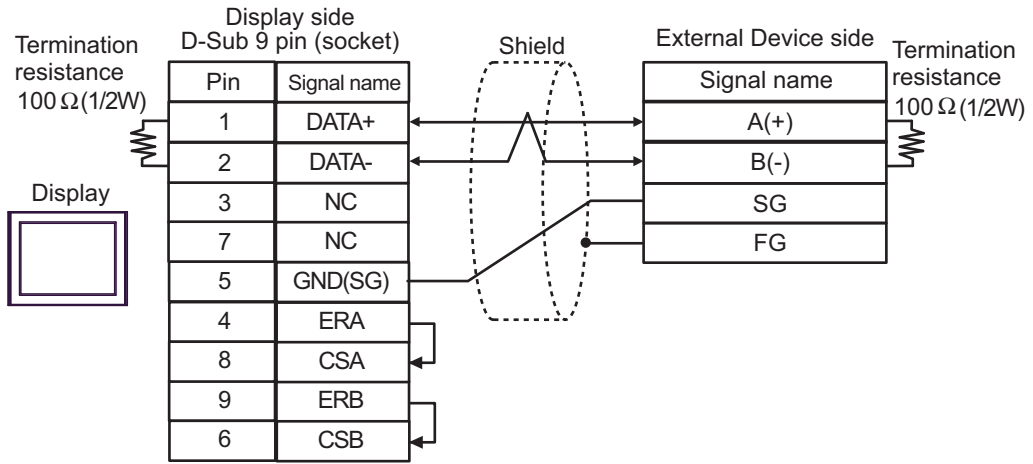 Display side
D-Sub 9 pin (socket)
Termination
resistance
100 Ω (1/2W)
Pin Signal name
1 DATA+
2 DATA-
3 NC
7 NC
5 GND(SG)
4 ERA
8 CSA
9 ERB
6 CSB
Display
Shield
External Device side
Signal name
A(+)
B(-)
SG
FG
Termination
resistance
100 Ω (1/2W)